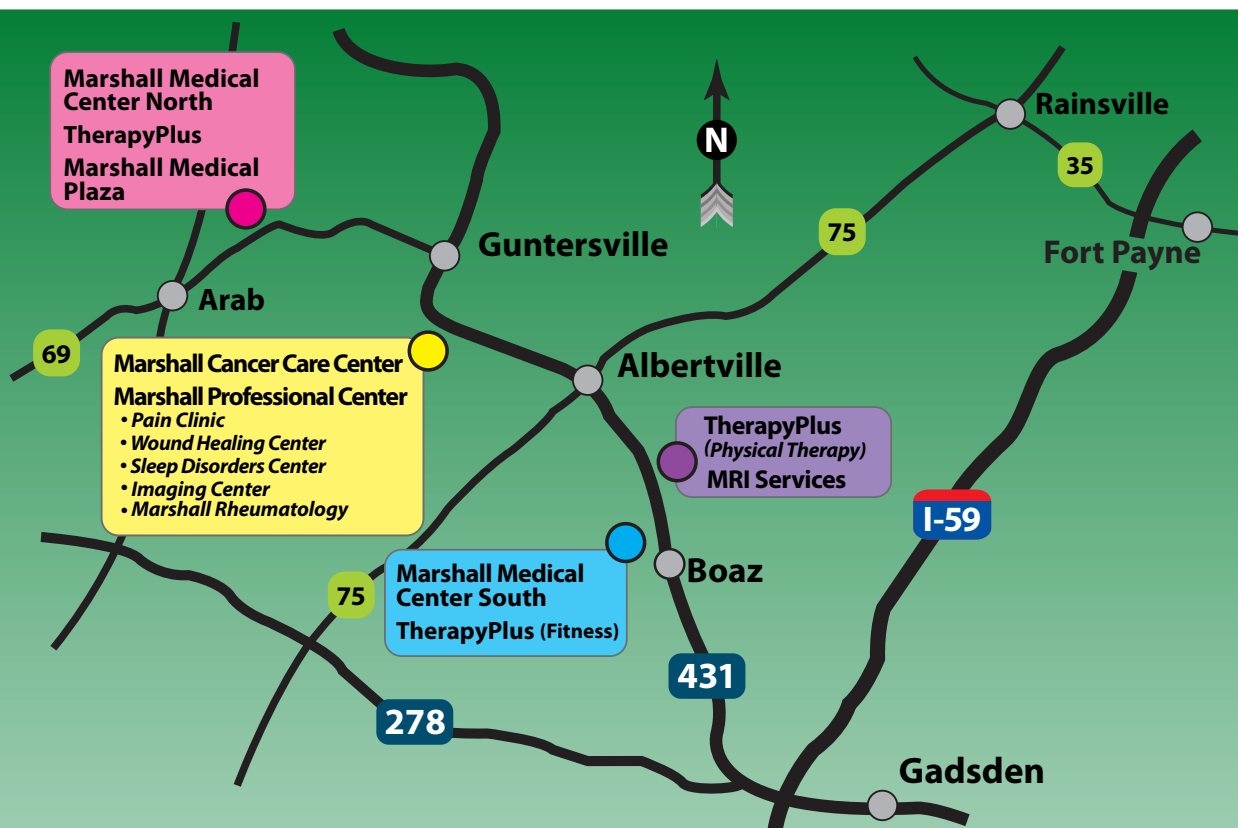 Marshall Medical
Center North
TherapyPlus
Marshall Medical
Plaza
N
Rainsville
35
75
Guntersville
Fort Payne
Arab
69
Marshall Cancer Care Center
Marshall Professional Center
• Pain Clinic
• Wound Healing Center
• Sleep Disorders Center
• Imaging Center
• Marshall Rheumatology
Albertville
TherapyPlus
(Physical Therapy)
MRI Services
I-59
Marshall Medical
Center South
TherapyPlus (Fitness)
Boaz
75
431
278
Gadsden